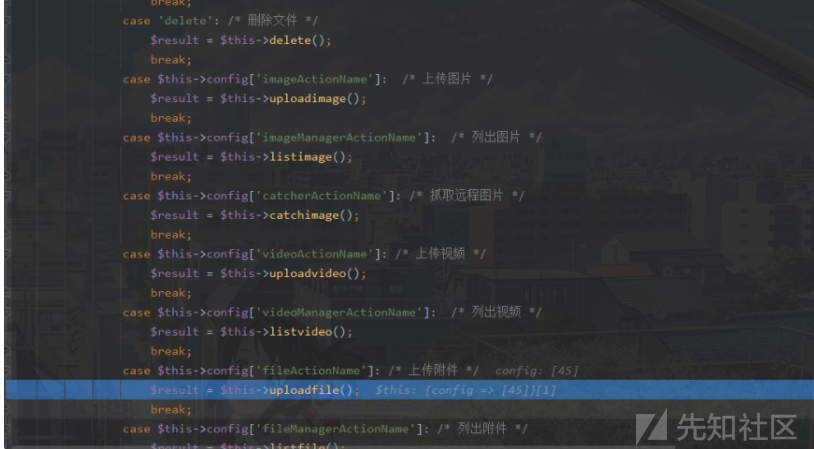 break;
case 'delete': /* 删除文件 */
$result = $this->delete();
break;
case $this->config['imageActionName']: /* 上传图片 */
$result = $this->uploadimage();
break;
case $this->config['imageManagerActionName']: /* 列出图片 */
$result = $this->listimage();
break;
case $this->config['catcherActionName']: /* 抓取远程图片 */
$result = $this->catchimage();
break;
case $this->config['videoActionName']: /* 上传视频 */
$result = $this->uploadvideo();
break;
case $this->config['videoManagerActionName']: /* 列出视频 */
$result = $this->listvideo();
break;
case $this->config['fileActionName']: /* 上传附件 */ config: [45]
$result = $this->uploadfile(); $this: {config => [45]}[1]
break;
case $this->config['fileManagerActionName']: /* 列出附件 */
$result = $this->listfile();
先知社区